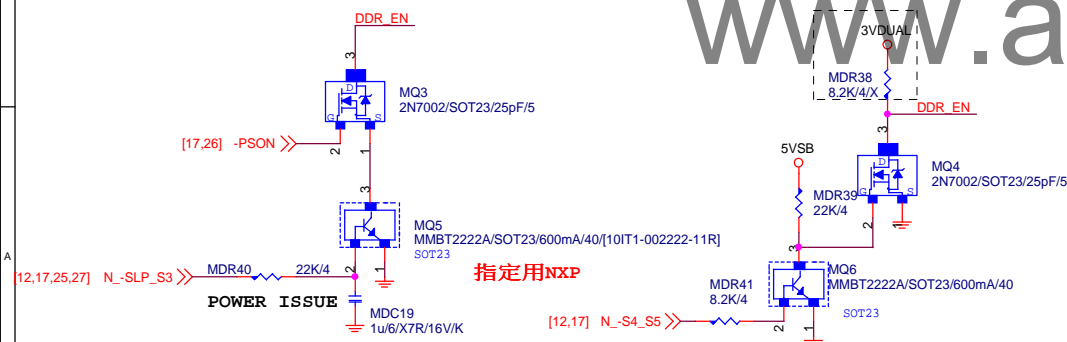 www.a
DDR_EN
3
D
G
S
MQ3
2N7002/SOT23/25pF/5
[17,26] -PSON
2
1
3
MQ5
MMBT2222A/SOT23/600mA/40/[10IT1-002222-11R]
SOT23
指定用NXP
[12,17,25,27] N_-SLP_S3
MDR40
22K/4
2
1
POWER ISSUE
MDC19
1u/6/X7R/16V/K
3VDUAL
MDR38
8.2K/4/X
DDR_EN
3
D
G
S
MQ4
2N7002/SOT23/25pF/5
2
1
5VSB
MDR39
22K/4
3
MQ6
MMBT2222A/SOT23/600mA/40
SOT23
MDR41
8.2K/4
[12,17] N_-S4_S5
2
1
A